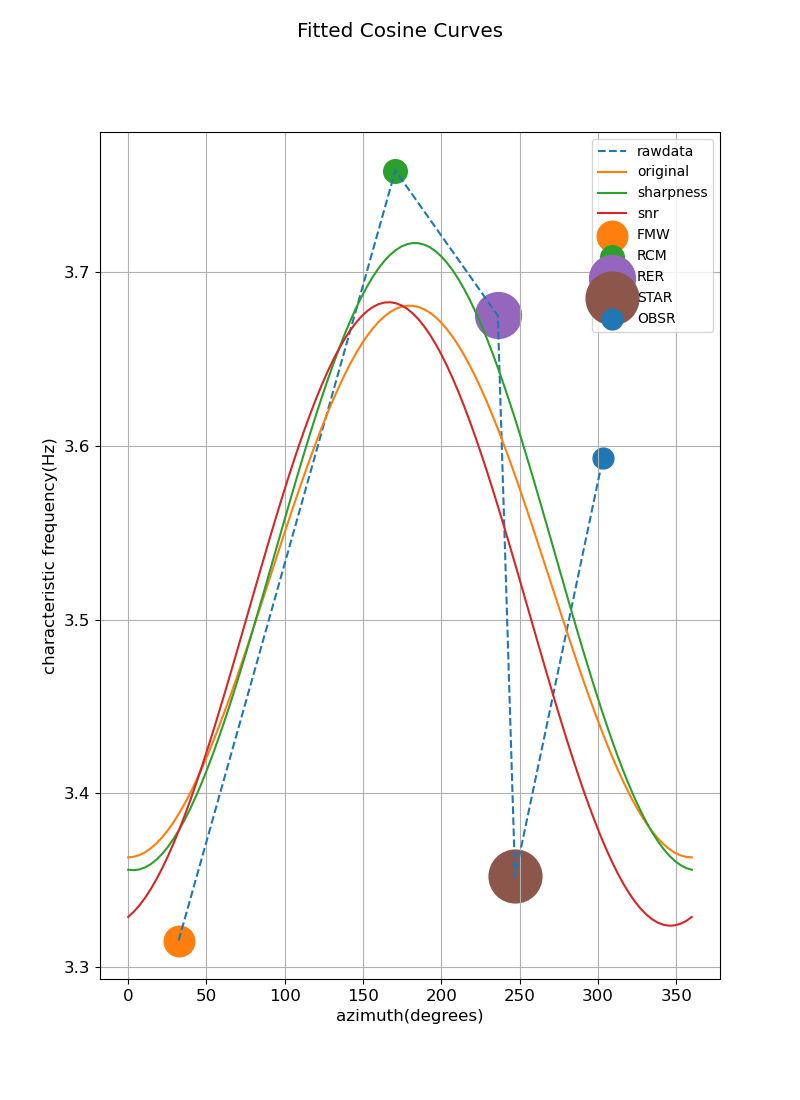 Fitted Cosine Curves
rawdata
original
sharpness
snr
FMW
RCM
RER
STAR
OBSR
3.7
3.6
3.5
3.4
3.3
characteristic frequency(Hz)
0 50 100 150 200 250 300 350
azimuth(degrees)